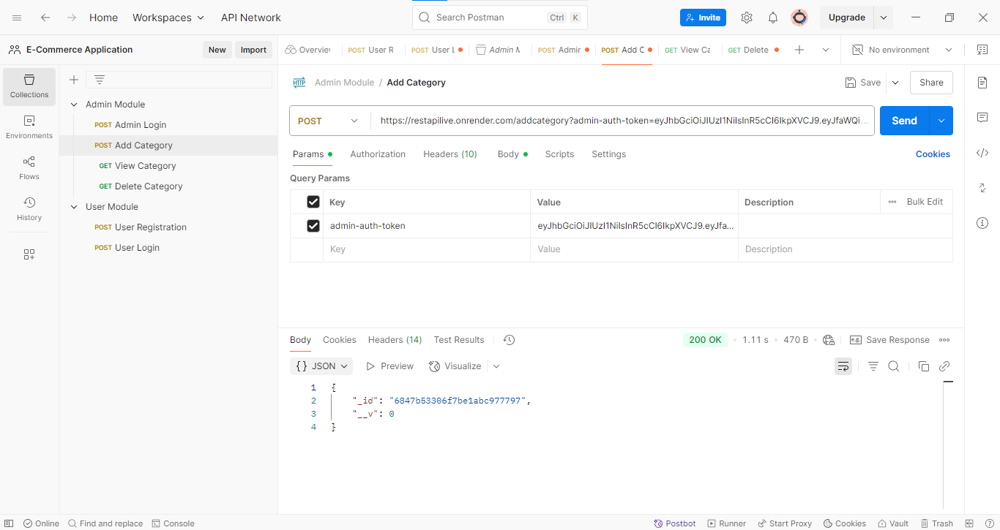 Home Workspaces API Network Search Postman Ctrl K Invite Upgrade
E-Commerce Application New Import Overvie POST User R POST User L Admin M POST Admir POST Add C GET View Ca GET Delete No environment
Collections
Environments
Flows
History
Admin Module
POST Admin Login
POST Add Category
GET View Category
GET Delete Category
User Module
POST User Registration
POST User Login
HTTP Admin Module / Add Category Save Share
POST https://restapilive.onrender.com/addcategory?admin-auth-token=eyJhbGciOiJIUzI1NiIsInR5cCI6IkpXVCJ9.eyJfaWQi... Send
Params Authorization Headers (10) Body Scripts Settings Cookies
Query Params
Key Value Description Bulk Edit
admin-auth-token eyJhbGciOiJIUzI1NiIsInR5cCI6IkpXVCJ9.eyJfa...
Key Value Description
Body Cookies Headers (14) Test Results 200 OK 1.11 s 470 B e.g. Save Response
{} JSON Preview Visualize
1 {
2 "_id": "6847b53306f7be1abc977797",
3 "__v": 0
4 }
Online Find and replace Console Postbot Runner Start Proxy Cookies Vault Trash